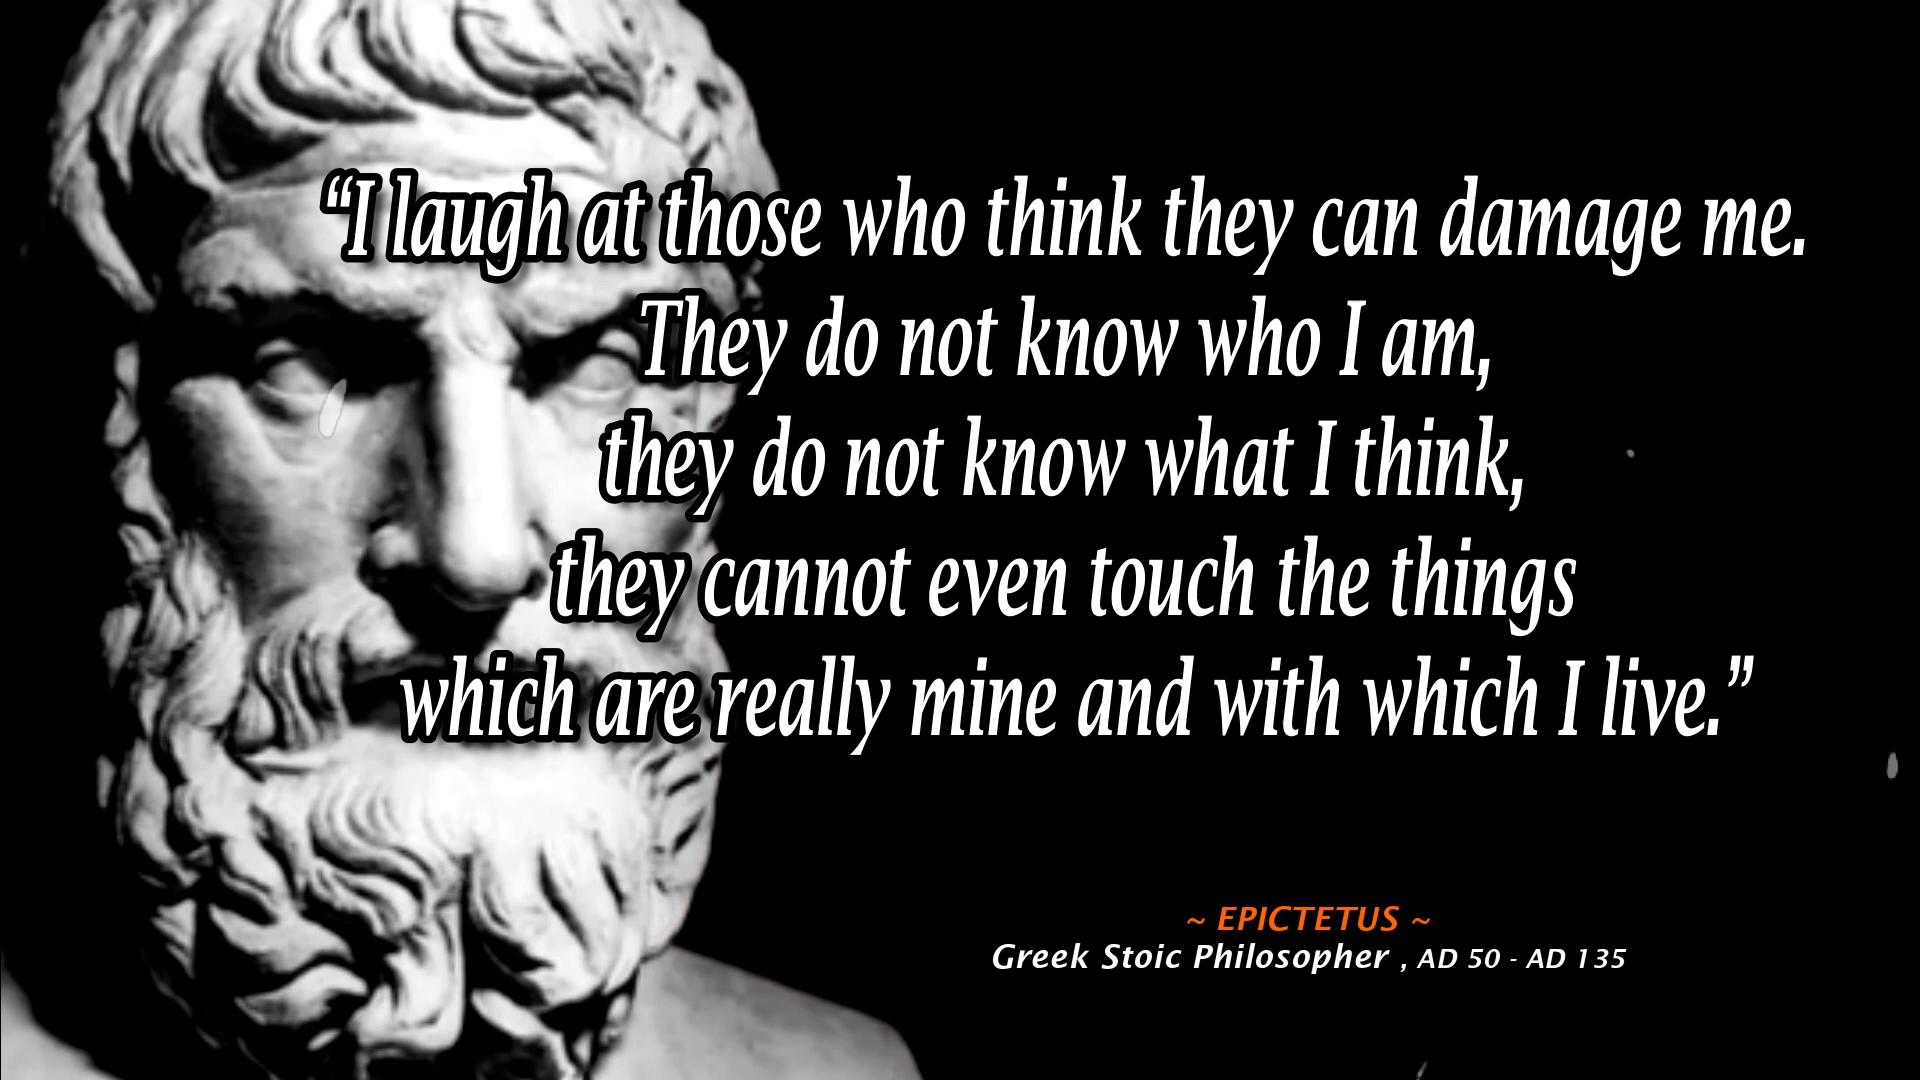 “I laugh at those who think they can damage me.
They do not know who I am,
they do not know what I think,
they cannot even touch the things
which are really mine and with which I live.”
~ EPICTETUS ~
Greek Stoic Philosopher , AD 50 - AD 135